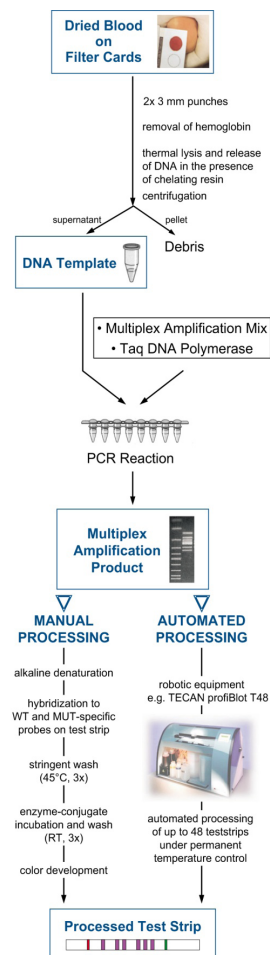 Dried Blood
on
Filter Cards
2x 3 mm punches
removal of hemoglobin
thermal lysis and release
of DNA in the presence
of chelating resin
centrifugation
supernatant
pellet
Debris
DNA Template
• Multiplex Amplification Mix
• Taq DNA Polymerase
PCR Reaction
Multiplex
Amplification
Product
MANUAL
PROCESSING
alkaline denaturation
hybridization to
WT and MUT-specific
probes on test strip
stringent wash
(45°C, 3x)
enzyme-conjugate
incubation and wash
(RT, 3x)
color development
AUTOMATED
PROCESSING
robotic equipment
e.g. TECAN profiBlot T48
automated processing
of up to 48 teststrips
under permanent
temperature control
Processed Test Strip